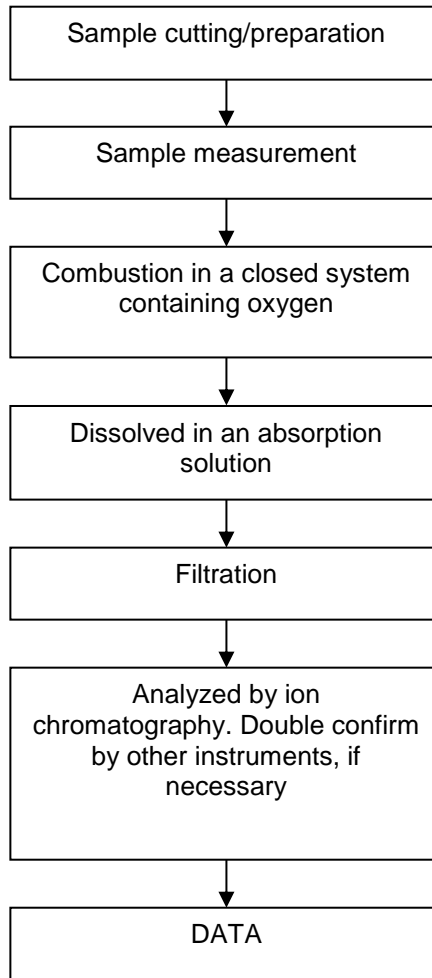 Sample cutting/preparation
Sample measurement
Combustion in a closed system
containing oxygen
Dissolved in an absorption
solution
Filtration
Analyzed by ion
chromatography. Double confirm
by other instruments, if
necessary
DATA